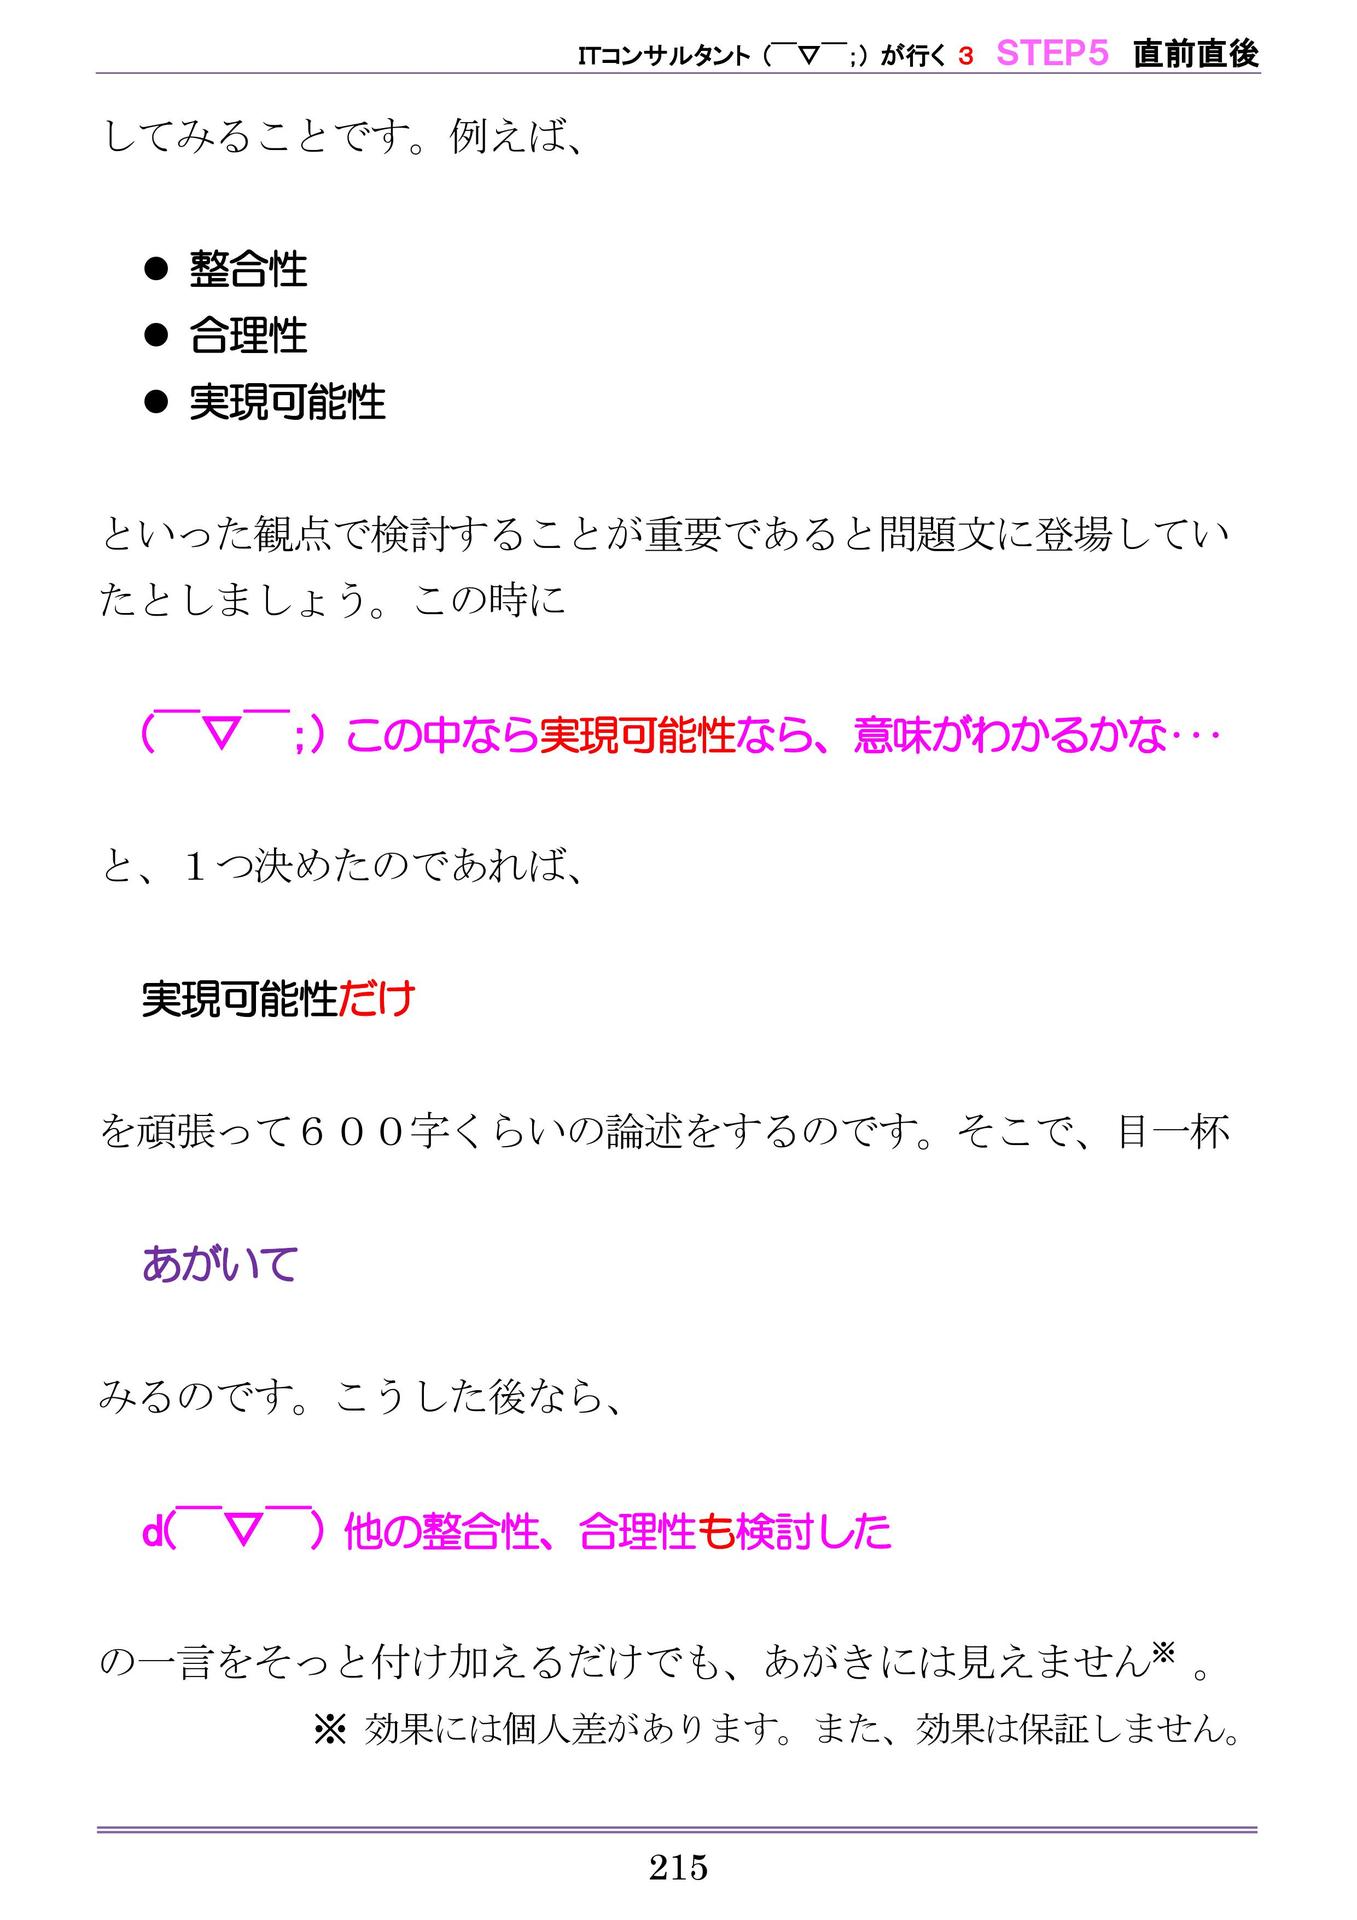 ITコンサルタント（￣▽￣；）が行く 3 STEP5 直前直後
してみることです。例えば、
● 整合性
● 合理性
● 実現可能性
といった観点で検討することが重要であると問題文に登場してい
たとしましょう。この時に
（￣▽￣；）この中なら実現可能性なら、意味がわかるかな･･･
と、１つ決めたのであれば、
実現可能性だけ
を頑張って６００字くらいの論述をするのです。そこで、目一杯
あがいて
みるのです。こうした後なら、
d(￣▽￣）他の整合性、合理性も検討した
の一言をそっと付け加えるだけでも、あがきには見えません※ 。
※ 効果には個人差があります。また、効果は保証しません。
215